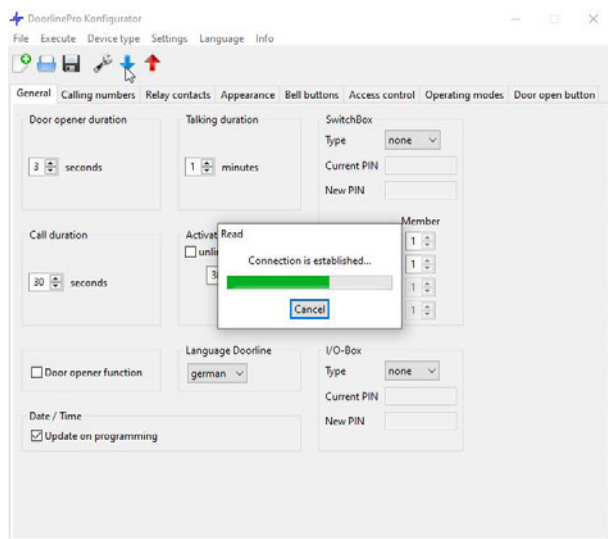 DoorlinePro Konfigurator
File Execute Device type Settings Language Info
General Calling numbers Relay contacts Appearance Bell buttons Access control Operating modes Door open button
Door opener duration
3 seconds
Talking duration
1 minutes
SwitchBox
Type none
Current PIN
New PIN
Member
1
1
1
1
Call duration
30 seconds
Read
Connection is established...
Cancel
Door opener function
Language Doorline
german
I/O-Box
Type none
Current PIN
New PIN
Date / Time
Update on programming